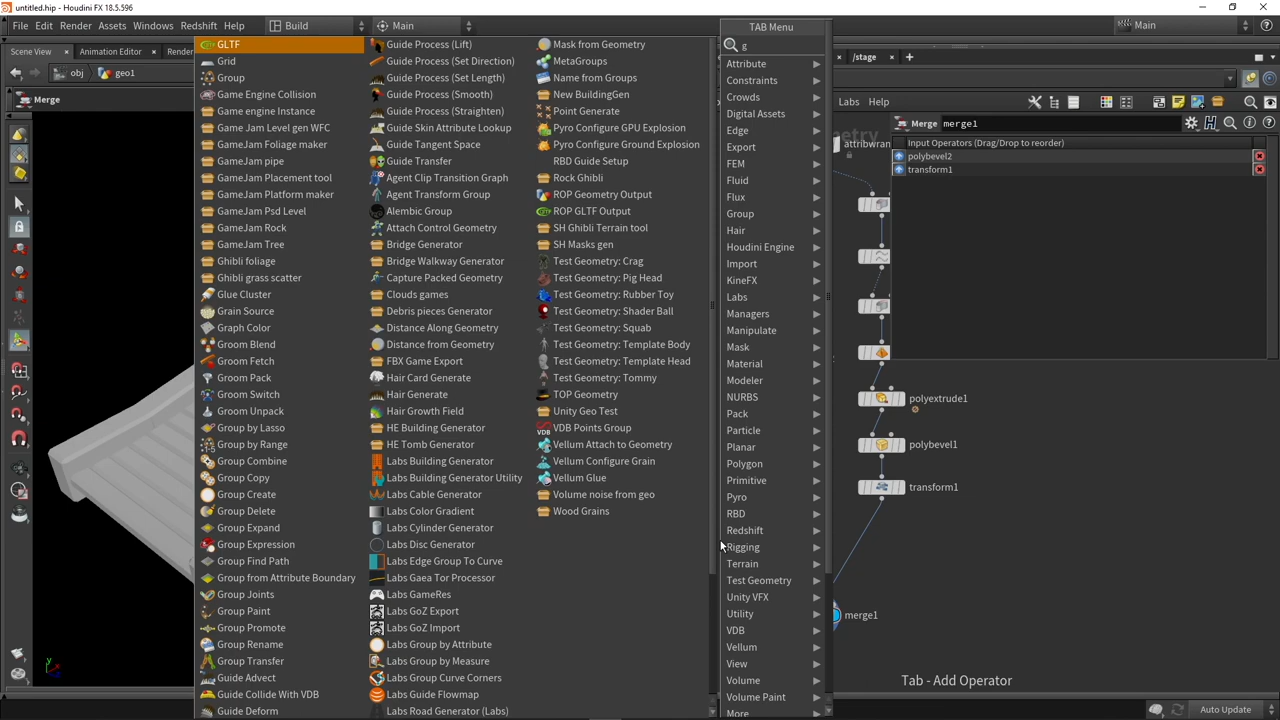 untitled.hip - Houdini FX 18.5.596
File Edit Render Assets Windows Redshift Help Build Main Main
TAB Menu
g
Scene View Animation Editor Render
obj geo1
Merge
/stage
Labs Help
Merge merge1
Input Operators (Drag/Drop to reorder)
polybevel2
transform1
GLTF
Grid
Group
Game Engine Collision
Game engine Instance
Game Jam Level gen WFC
GameJam Foliage maker
GameJam pipe
GameJam Placement tool
GameJam Platform maker
GameJam Psd Level
GameJam Rock
GameJam Tree
Ghibli foliage
Ghibli grass scatter
Glue Cluster
Grain Source
Graph Color
Groom Blend
Groom Fetch
Groom Pack
Groom Switch
Groom Unpack
Group by Lasso
Group by Range
Group Combine
Group Copy
Group Create
Group Delete
Group Expand
Group Expression
Group Find Path
Group from Attribute Boundary
Group Joints
Group Paint
Group Promote
Group Rename
Group Transfer
Guide Advect
Guide Collide With VDB
Guide Deform
Guide Process (Lift)
Guide Process (Set Direction)
Guide Process (Set Length)
Guide Process (Smooth)
Guide Process (Straighten)
Guide Skin Attribute Lookup
Guide Tangent Space
Guide Transfer
Agent Clip Transition Graph
Agent Transform Group
Alembic Group
Attach Control Geometry
Bridge Generator
Bridge Walkway Generator
Capture Packed Geometry
Clouds games
Debris pieces Generator
Distance Along Geometry
Distance from Geometry
FBX Game Export
Hair Card Generate
Hair Generate
Hair Growth Field
HE Building Generator
HE Tomb Generator
Labs Building Generator
Labs Building Generator Utility
Labs Cable Generator
Labs Color Gradient
Labs Cylinder Generator
Labs Disc Generator
Labs Edge Group To Curve
Labs Gaea Tor Processor
Labs GameRes
Labs GoZ Export
Labs GoZ Import
Labs Group by Attribute
Labs Group by Measure
Labs Group Curve Corners
Labs Guide Flowmap
Labs Road Generator (Labs)
Mask from Geometry
MetaGroups
Name from Groups
New BuildingGen
Point Generate
Pyro Configure GPU Explosion
Pyro Configure Ground Explosion
RBD Guide Setup
Rock Ghibli
ROP Geometry Output
ROP GLTF Output
SH Ghibli Terrain tool
SH Masks gen
Test Geometry: Crag
Test Geometry: Pig Head
Test Geometry: Rubber Toy
Test Geometry: Shader Ball
Test Geometry: Squab
Test Geometry: Template Body
Test Geometry: Template Head
Test Geometry: Tommy
TOP Geometry
Unity Geo Test
VDB Points Group
Vellum Attach to Geometry
Vellum Configure Grain
Vellum Glue
Volume noise from geo
Wood Grains
Attribute
Constraints
Crowds
Digital Assets
Edge
Export
FEM
Fluid
Flux
Group
Hair
Houdini Engine
Import
KineFX
Labs
Managers
Manipulate
Mask
Material
Modeler
NURBS
Pack
Particle
Planar
Polygon
Primitive
Pyro
RBD
Redshift
Rigging
Terrain
Test Geometry
Unity VFX
Utility
VDB
Vellum
View
Volume
Volume Paint
More
attribwran
polyextrude1
polybevel1
transform1
merge1
Tab - Add Operator
Auto Update